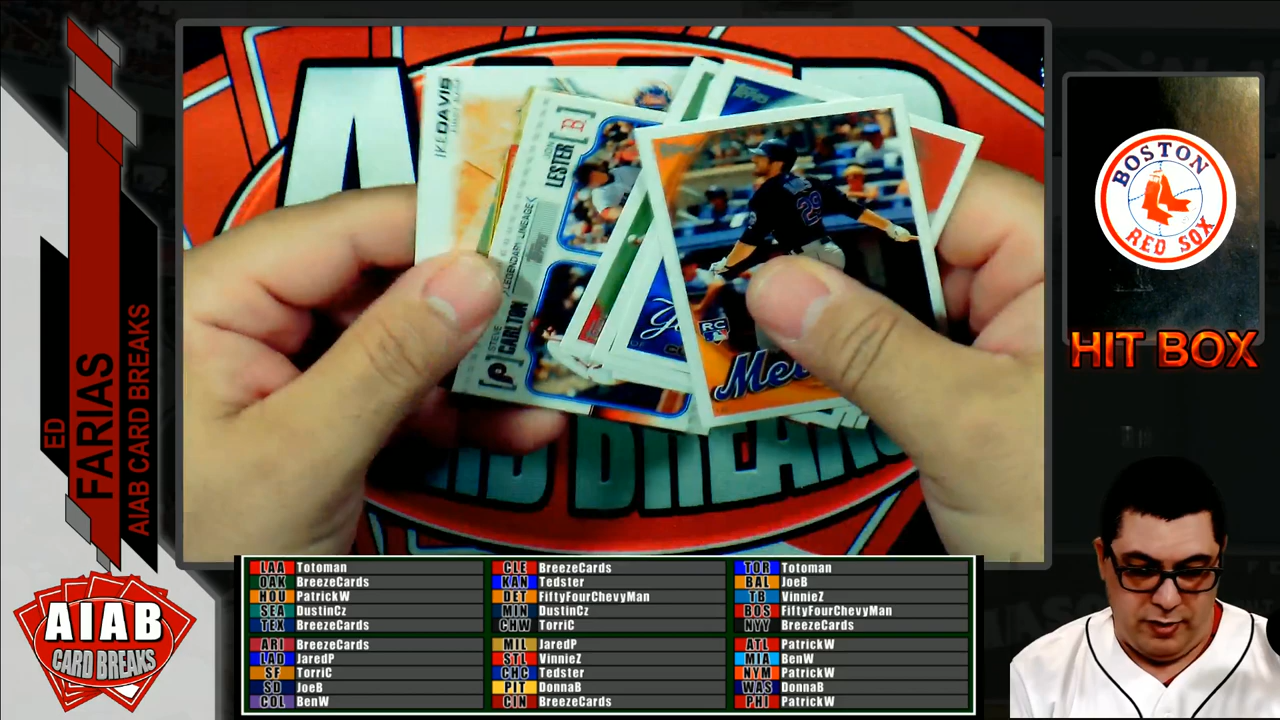 ED
FARIAS
AIAB CARD BREAKS
AIAB
CARD BREAKS
IKE DAVIS
JON
LESTER
B
LEGENDARY LINEAGE
TOPPS
STEVE
CARLTON
P
TOPPS
29
RC
BOSTON
RED SOX
HIT BOX
LAA Totoman
OAK BreezeCards
HOU PatrickW
SEA DustinCz
TEX BreezeCards
ARI BreezeCards
LAD JaredP
SF TorriC
SD JoeB
COL BenW
CLE BreezeCards
KAN Tedster
DET FiftyFourChevyMan
MIN DustinCz
CHW TorriC
MIL JaredP
STL VinnieZ
CHC Tedster
PIT DonnaB
CIN BreezeCards
TOR Totoman
BAL JoeB
TB VinnieZ
BOS FiftyFourChevyMan
NYY BreezeCards
ATL PatrickW
MIA BenW
NYM PatrickW
WAS DonnaB
PHI PatrickW